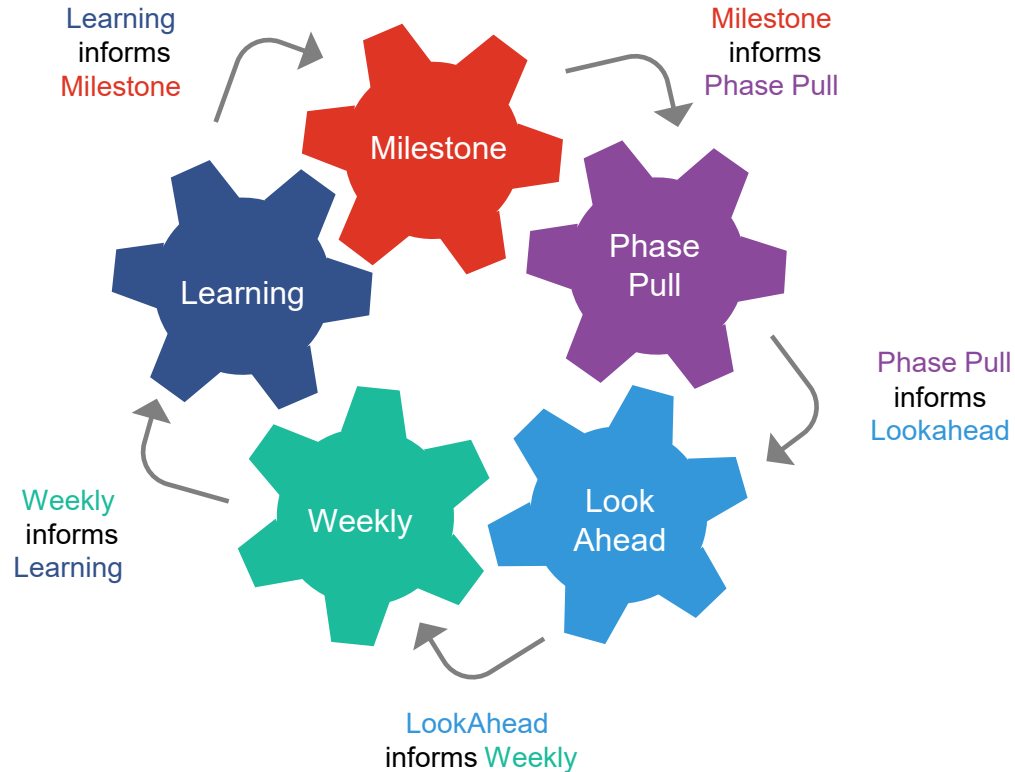 Learning
informs
Milestone
Milestone
informs
Phase Pull
Milestone
Phase
Pull
Learning
Phase Pull
informs
Lookahead
Look
Ahead
Weekly
Weekly
informs
Learning
LookAhead
informs Weekly